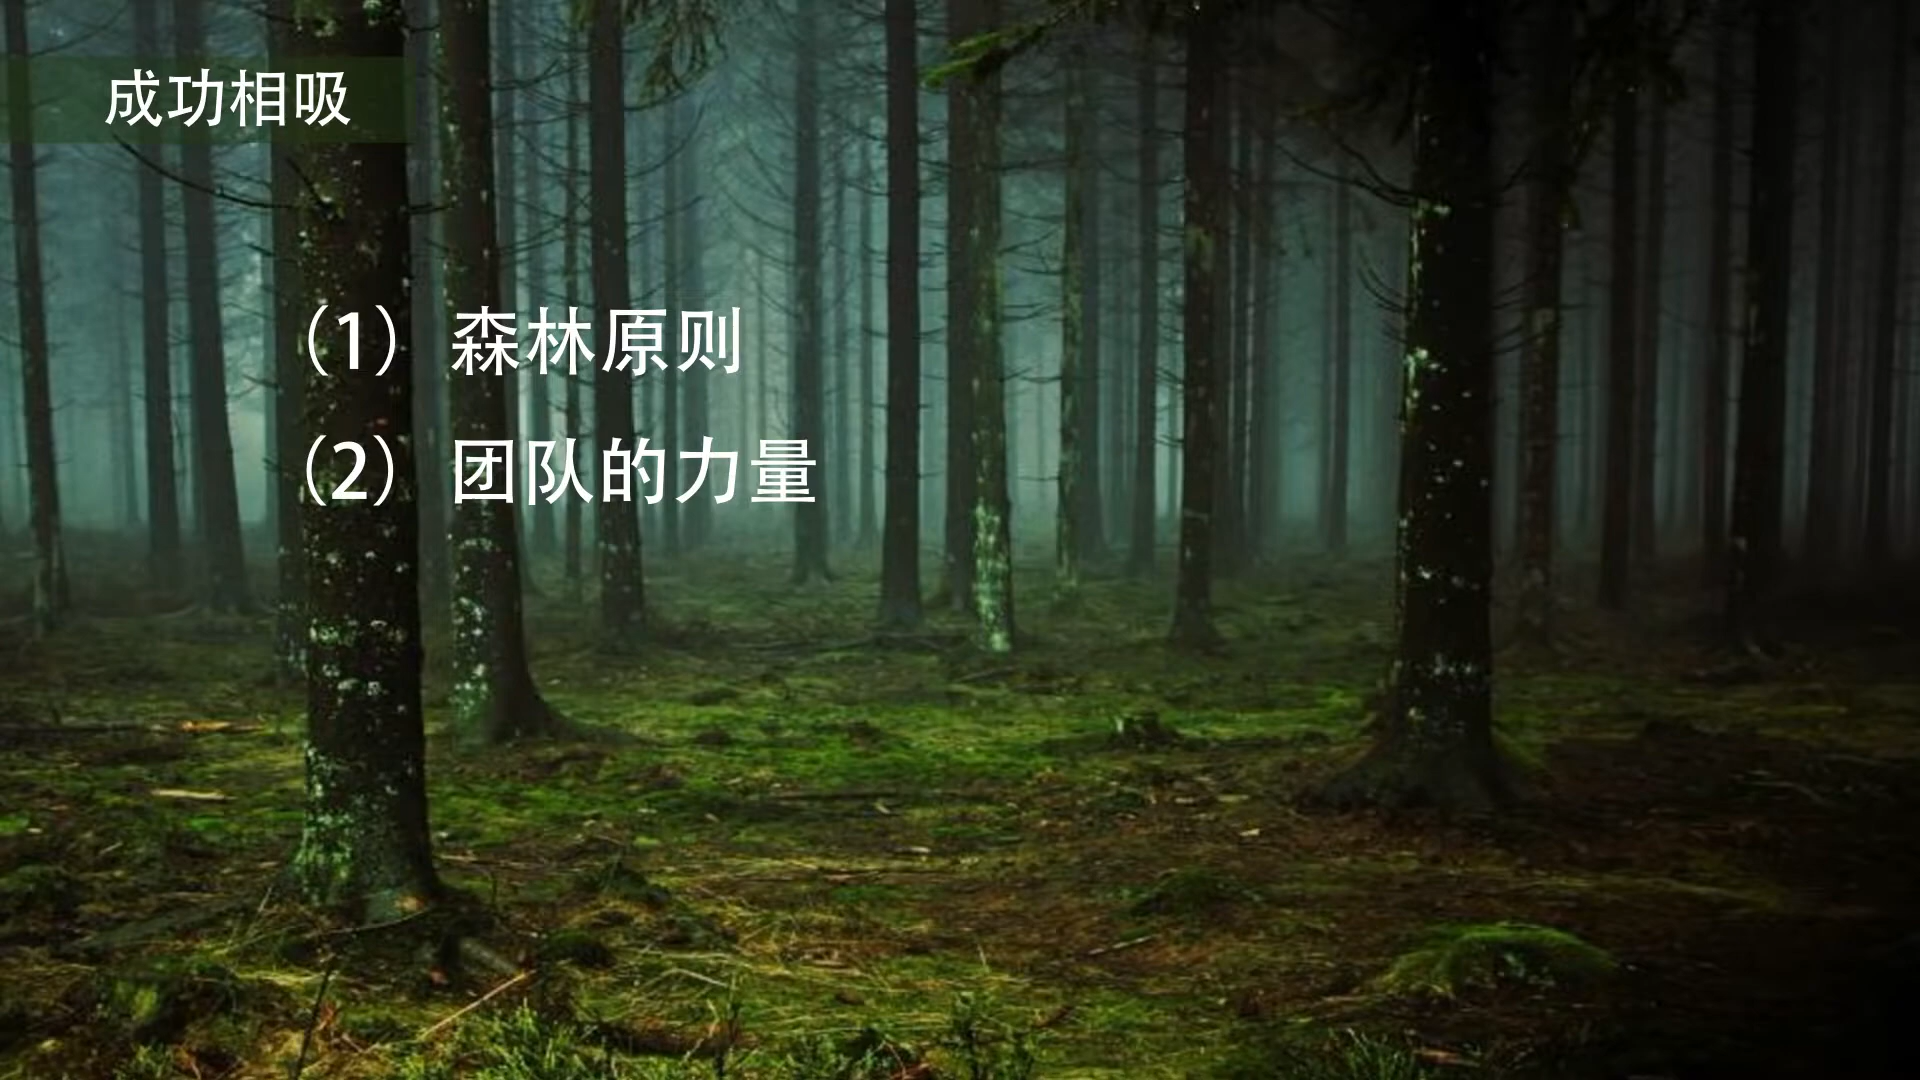 成功相吸
（1） 森林原则
（2） 团队的力量